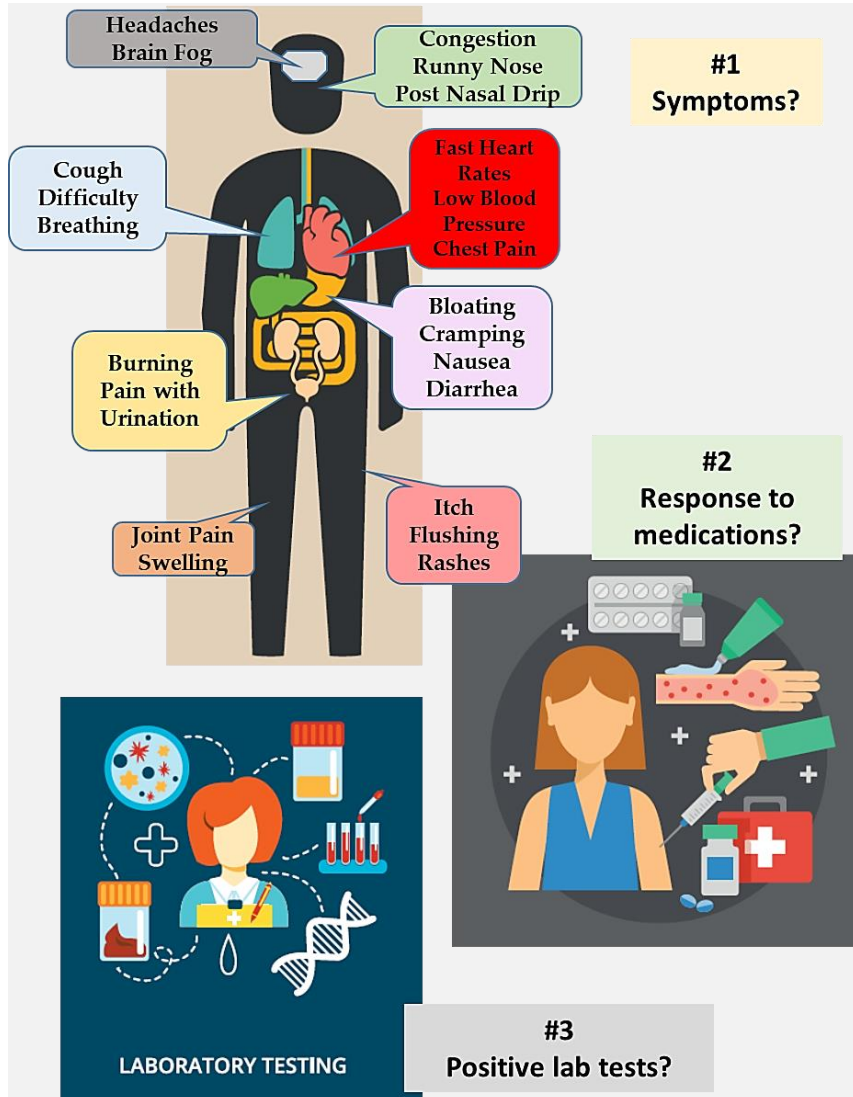 Headaches
Brain Fog
Congestion
Runny Nose
Post Nasal Drip
#1
Symptoms?
Cough
Difficulty
Breathing
Fast Heart
Rates
Low Blood
Pressure
Chest Pain
Bloating
Cramping
Nausea
Diarrhea
Burning
Pain with
Urination
Joint Pain
Swelling
Itch
Flushing
Rashes
#2
Response to
medications?
LABORATORY TESTING
#3
Positive lab tests?